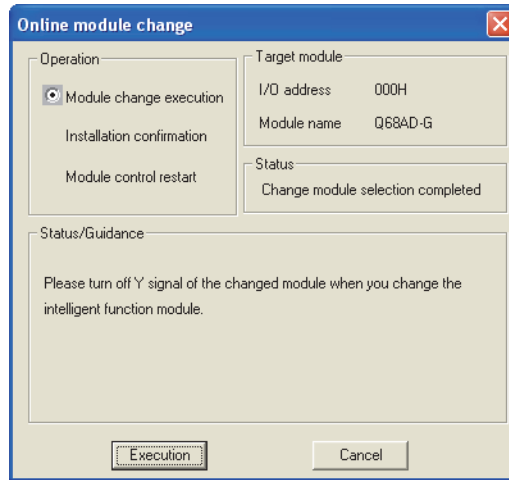 Online module change
Operation
Module change execution
Installation confirmation
Module control restart
Target module
I/O address 000H
Module name Q68AD-G
Status
Change module selection completed
Status/Guidance
Please turn off Y signal of the changed module when you change the
intelligent function module.
Execution Cancel